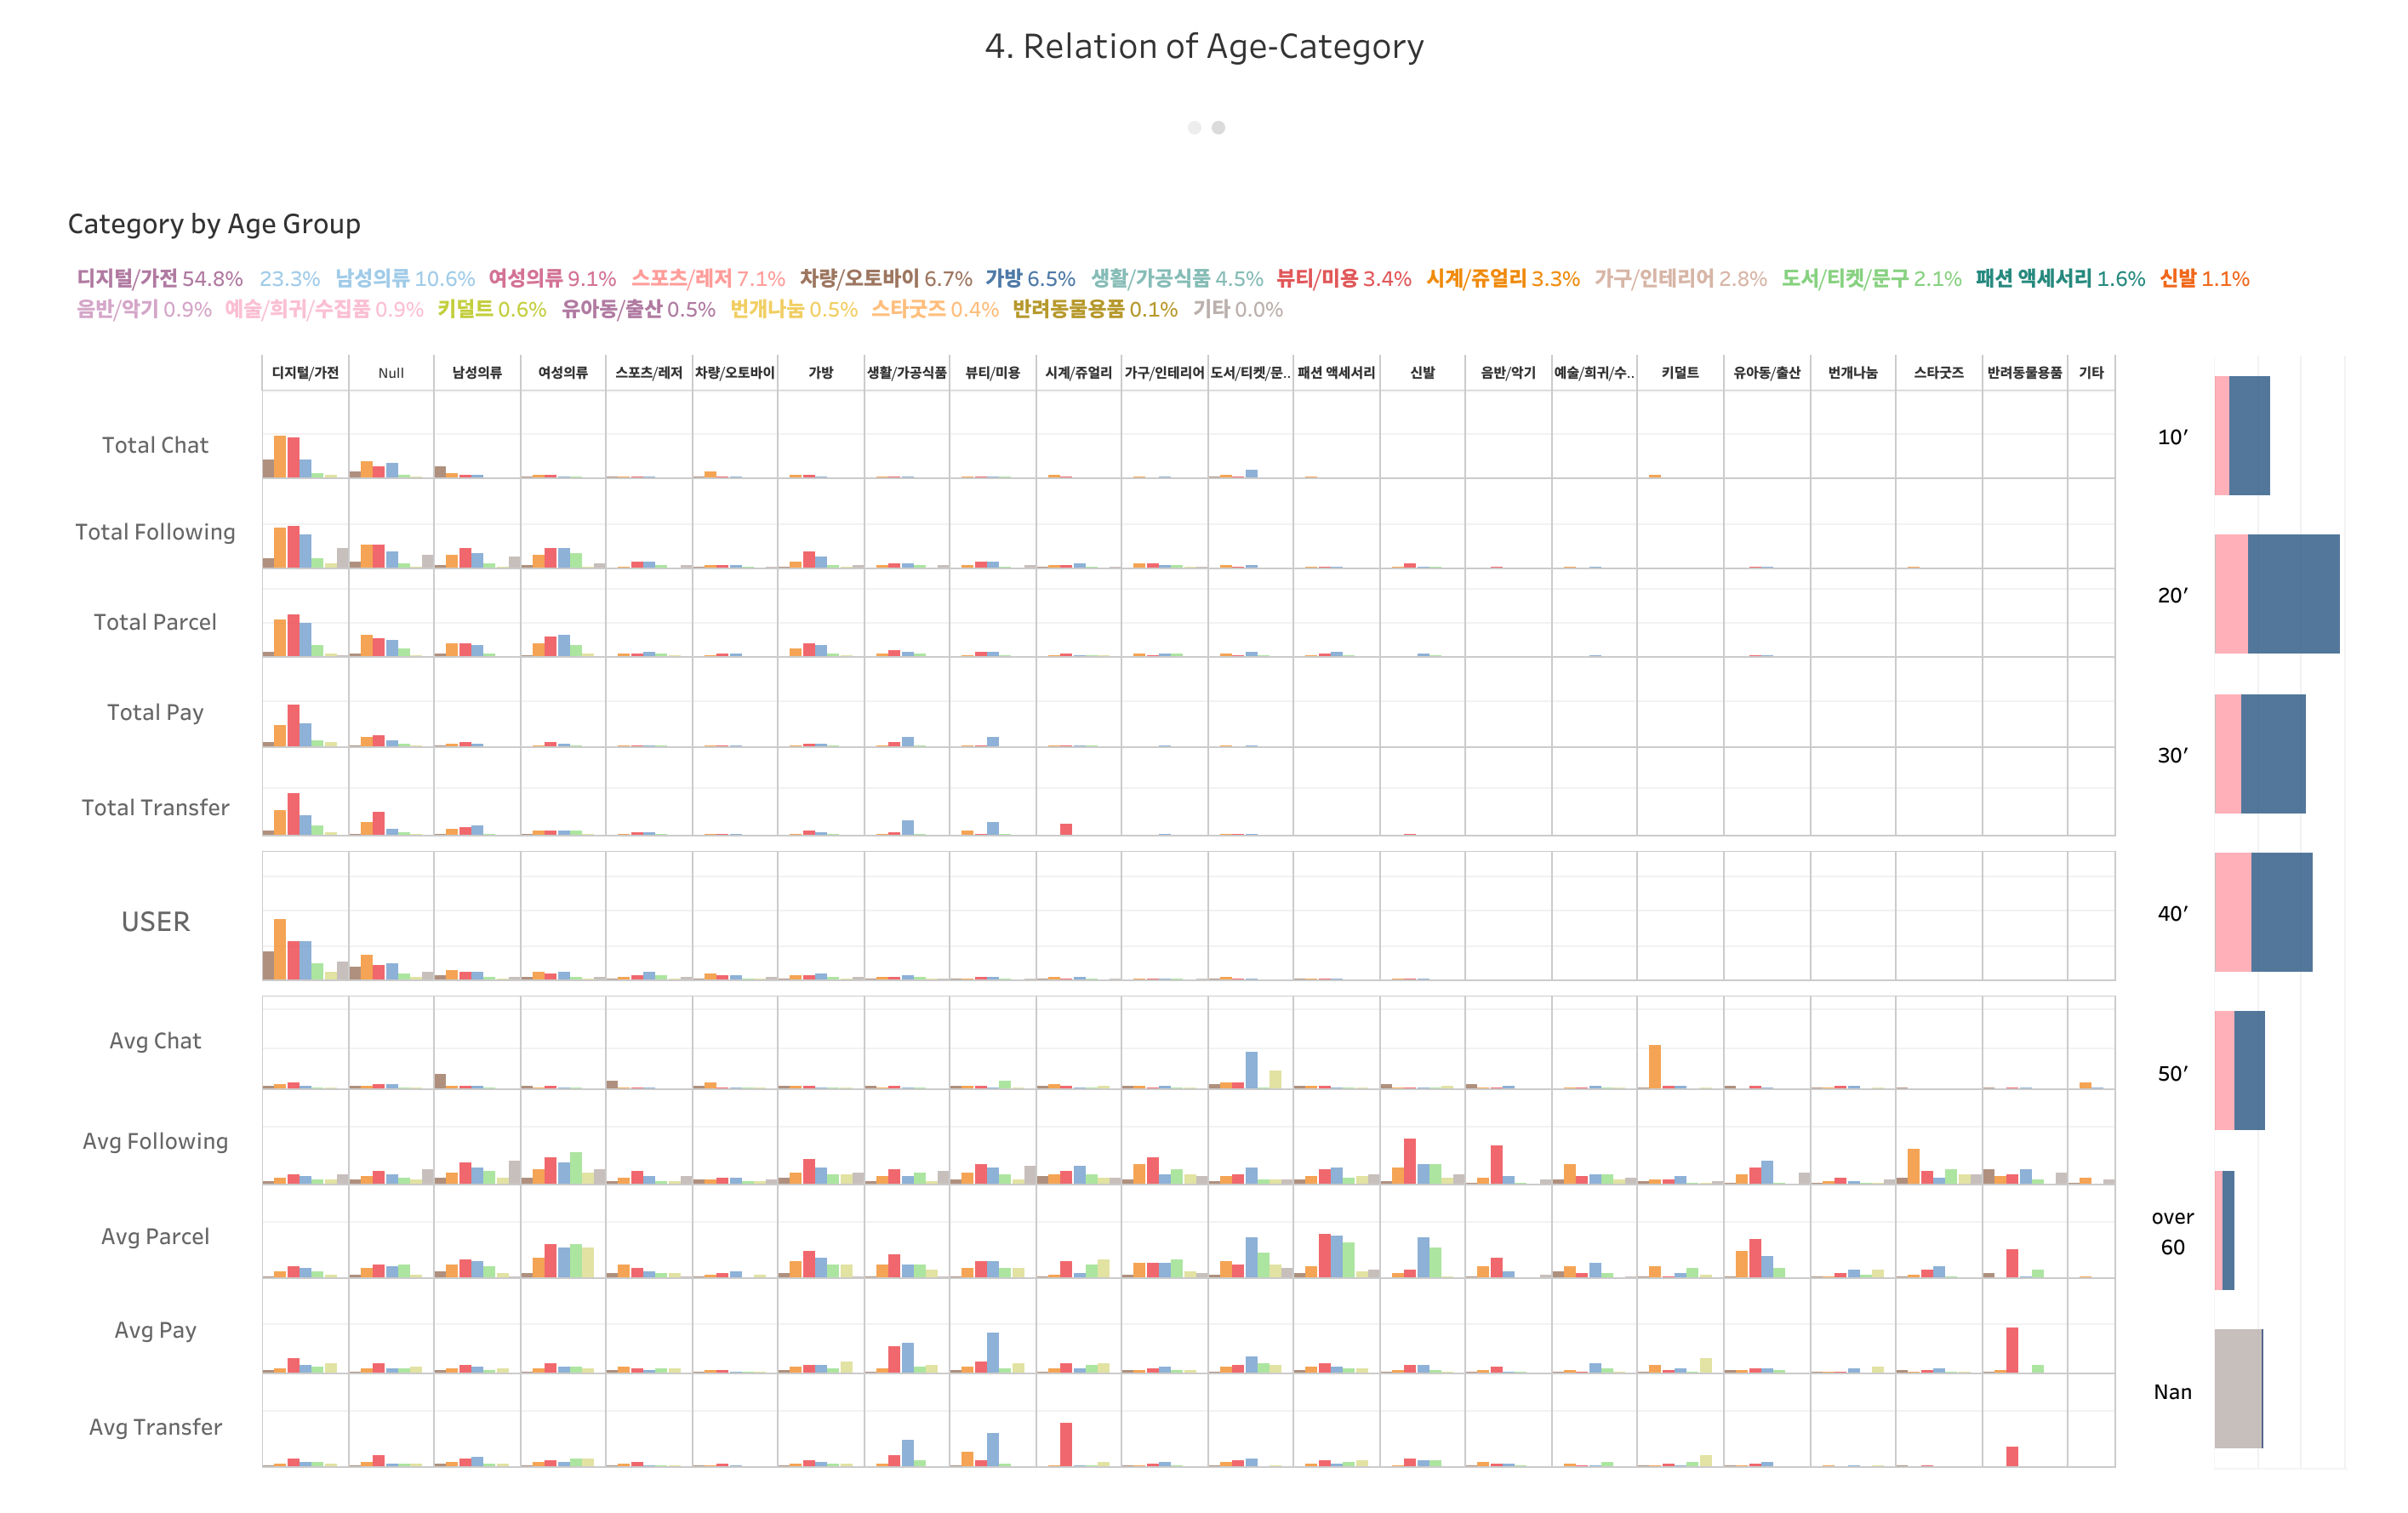 4. Relation of Age-Category
Category by Age Group
디지털/가전 54.8% 23.3% 남성의류 10.6% 여성의류 9.1% 스포츠/레저 7.1% 차량/오토바이 6.7% 가방 6.5% 생활/가공식품 4.5% 뷰티/미용 3.4% 시계/쥬얼리 3.3% 가구/인테리어 2.8% 도서/티켓/문구 2.1% 패션 액세서리 1.6% 신발 1.1%
음반/악기 0.9% 예술/희귀/수집품 0.9% 키덜트 0.6% 유아동/출산 0.5% 번개나눔 0.5% 스타굿즈 0.4% 반려동물용품 0.1% 기타 0.0%
디지털/가전 Null 남성의류 여성의류 스포츠/레저 차량/오토바이 가방 생활/가공식품 뷰티/미용 시계/쥬얼리 가구/인테리어 도서/티켓/문.. 패션 액세서리 신발 음반/악기 예술/희귀/수.. 키덜트 유아동/출산 번개나눔 스타굿즈 반려동물용품 기타
Total Chat
Total Following
Total Parcel
Total Pay
Total Transfer
USER
Avg Chat
Avg Following
Avg Parcel
Avg Pay
Avg Transfer
10′
20′
30′
40′
50′
over
60
Nan